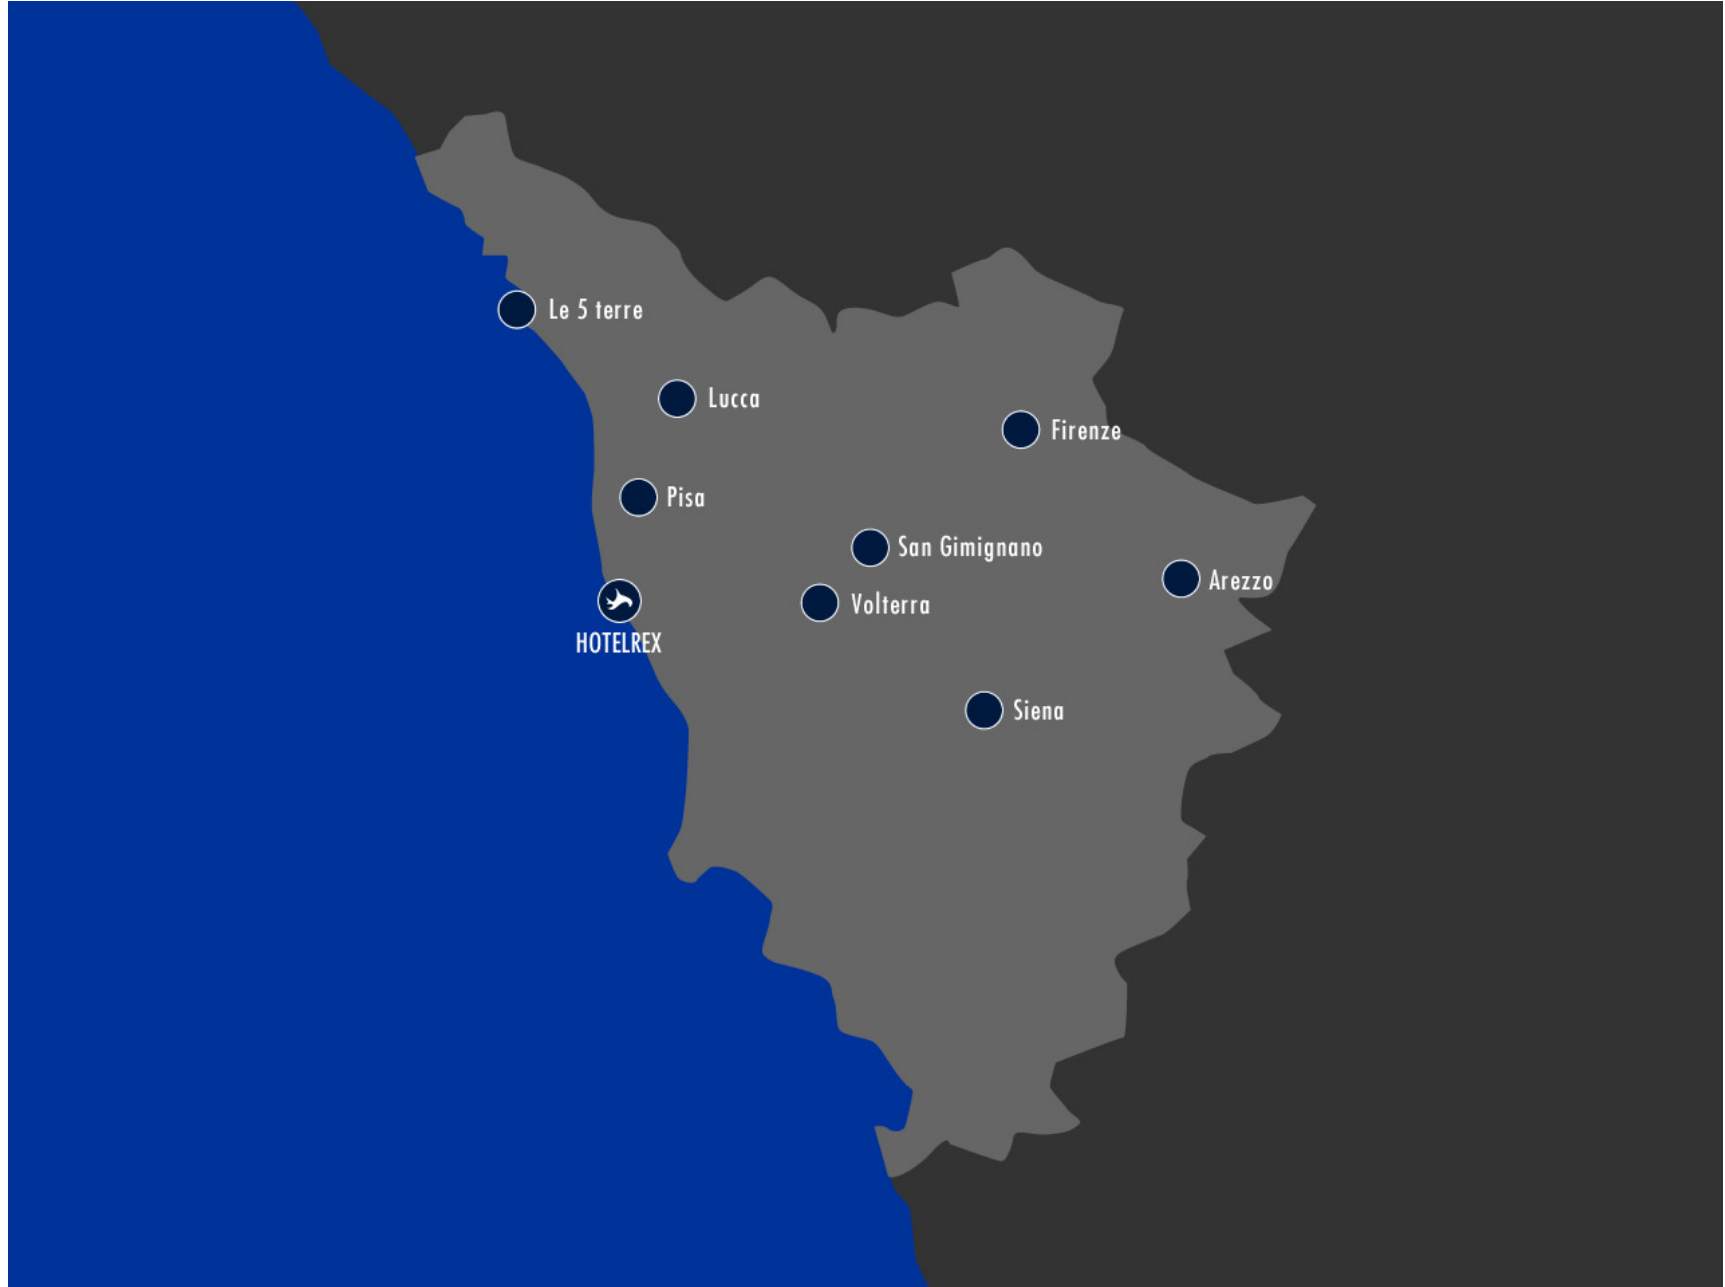 Le 5 terre
Lucca
Firenze
Pisa
San Gimignano
Arezzo
Volterra
HOTELREX
Siena